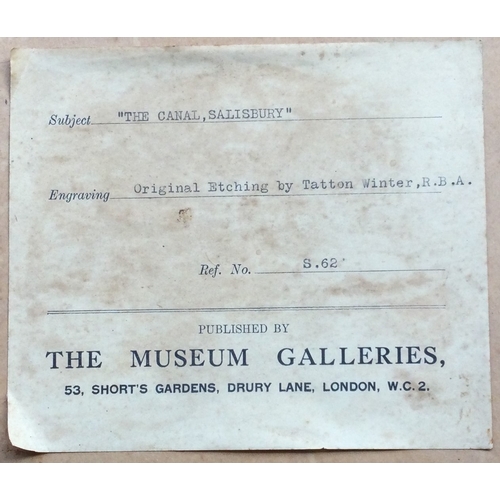 Subject "THE CANAL,SALISBURY"
Engraving Original Etching by Tatton Winter,R.B.A.
Ref. No. S.62
PUBLISHED BY
THE MUSEUM GALLERIES,
53, SHORT'S GARDENS, DRURY LANE, LONDON, W.C.2.